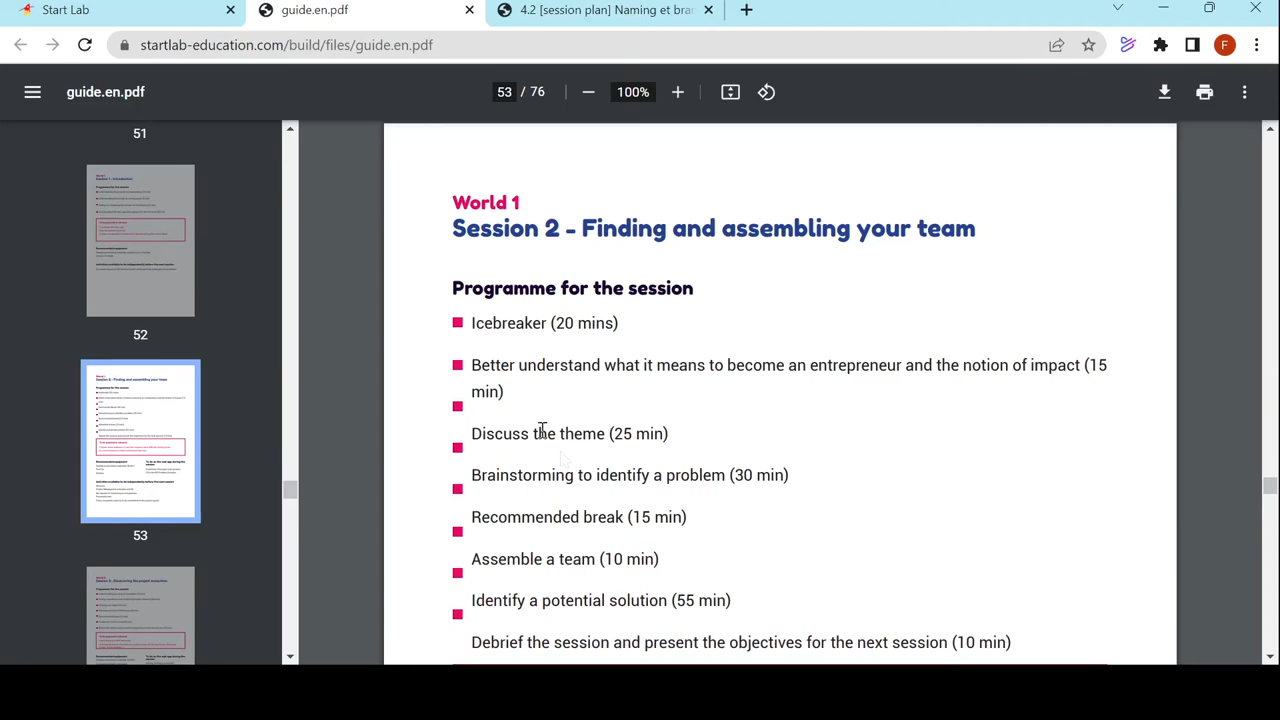 Start Lab
guide.en.pdf
4.2 [session plan] Naming et bra
startlab-education.com/build/files/guide.en.pdf
F
guide.en.pdf
53 / 76
100%
51
52
53
World 1
Session 2 - Finding and assembling your team
Programme for the session
Icebreaker (20 mins)
Better understand what it means to become an entrepreneur and the notion of impact (15
min)
Discuss the theme (25 min)
Brainstorming to identify a problem (30 min)
Recommended break (15 min)
Assemble a team (10 min)
Identify a potential solution (55 min)
Debrief the session and present the objectives for the next session (10 min)